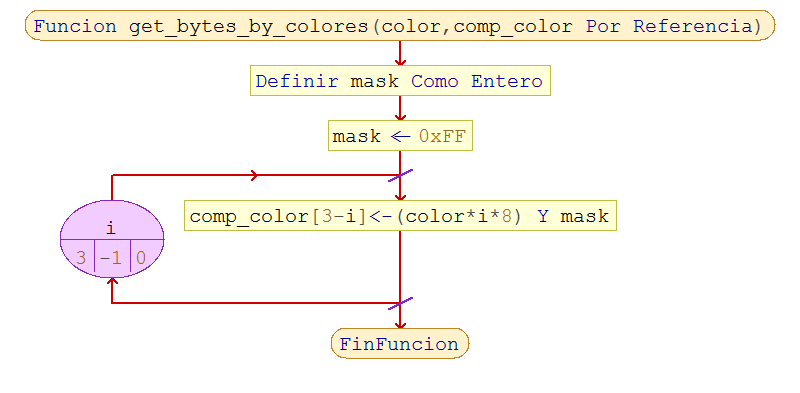 Funcion get_bytes_by_colores(color,comp_color Por Referencia)
Definir mask Como Entero
mask ← 0xFF
comp_color[3-i]<-(color*i*8) Y mask
i
3 -1 0
FinFuncion